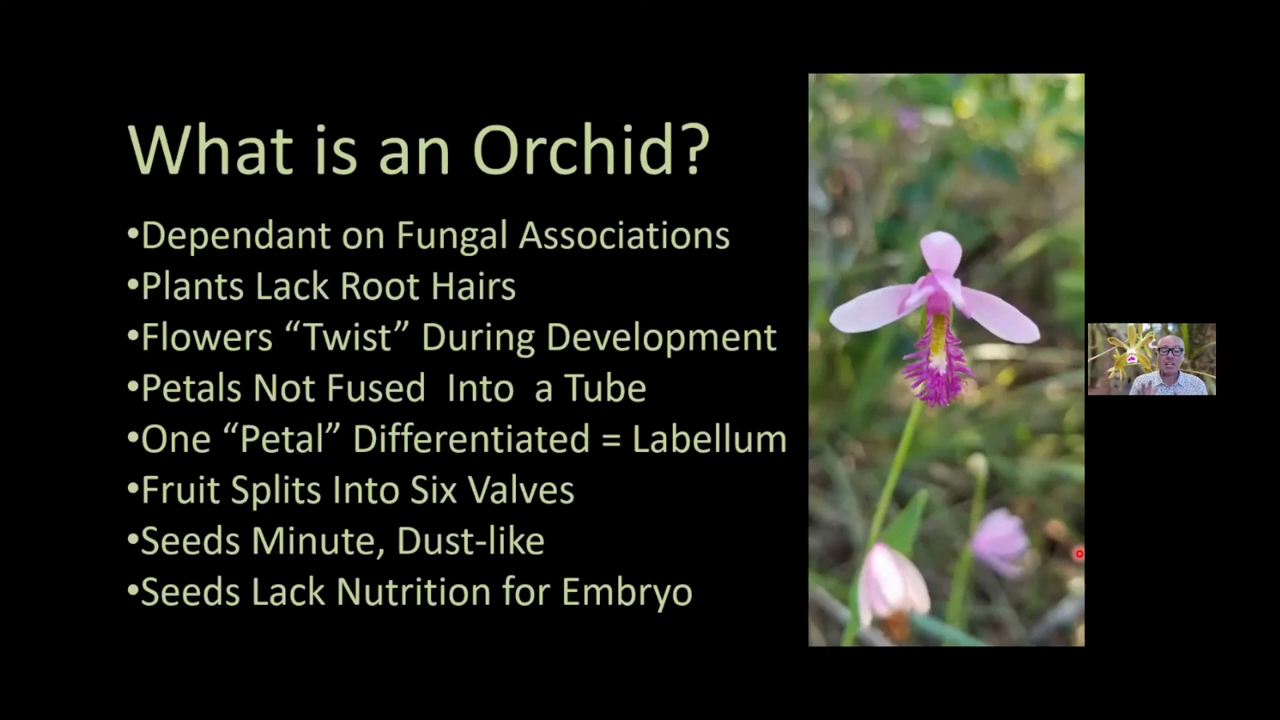 What is an Orchid?
•Dependant on Fungal Associations
•Plants Lack Root Hairs
•Flowers “Twist” During Development
•Petals Not Fused  Into  a Tube
•One “Petal” Differentiated = Labellum
•Fruit Splits Into Six Valves
•Seeds Minute, Dust-like
•Seeds Lack Nutrition for Embryo